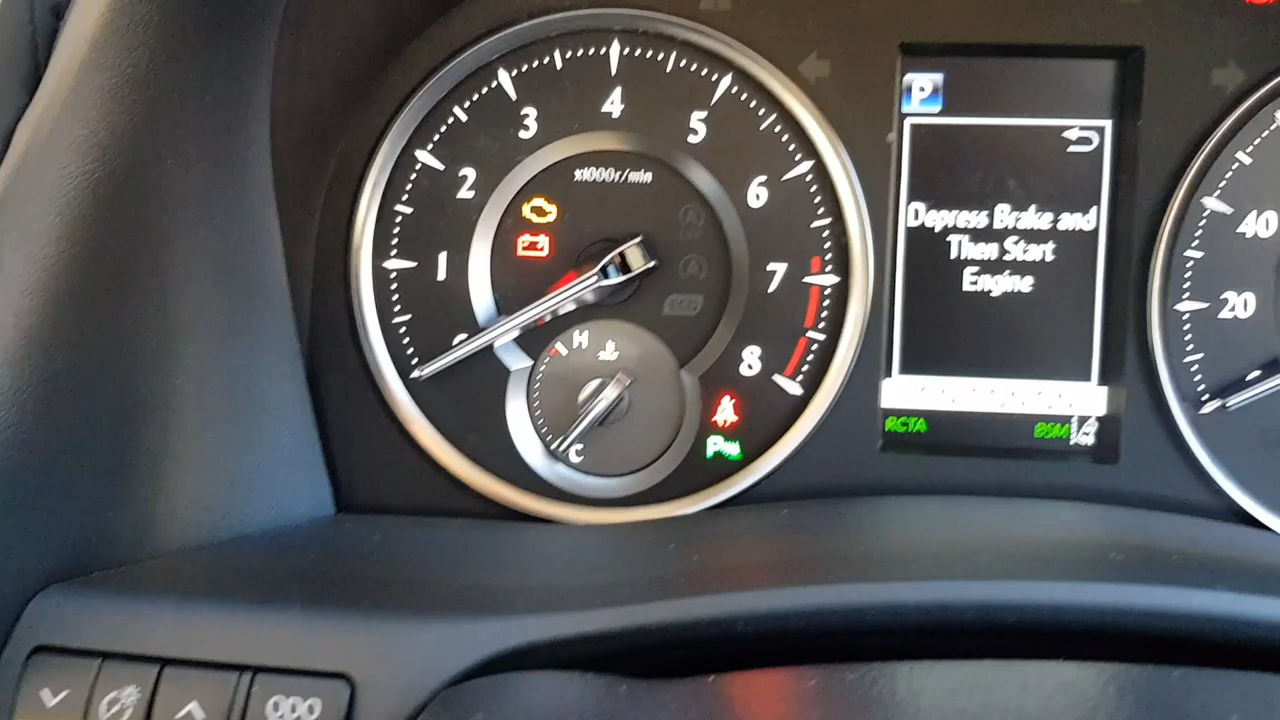 4
3
5
x1000r/min
2
6
1
7
8
H
C
P
P
Depress Brake and
Then Start
Engine
RCTA
BSM
40
20
ODO